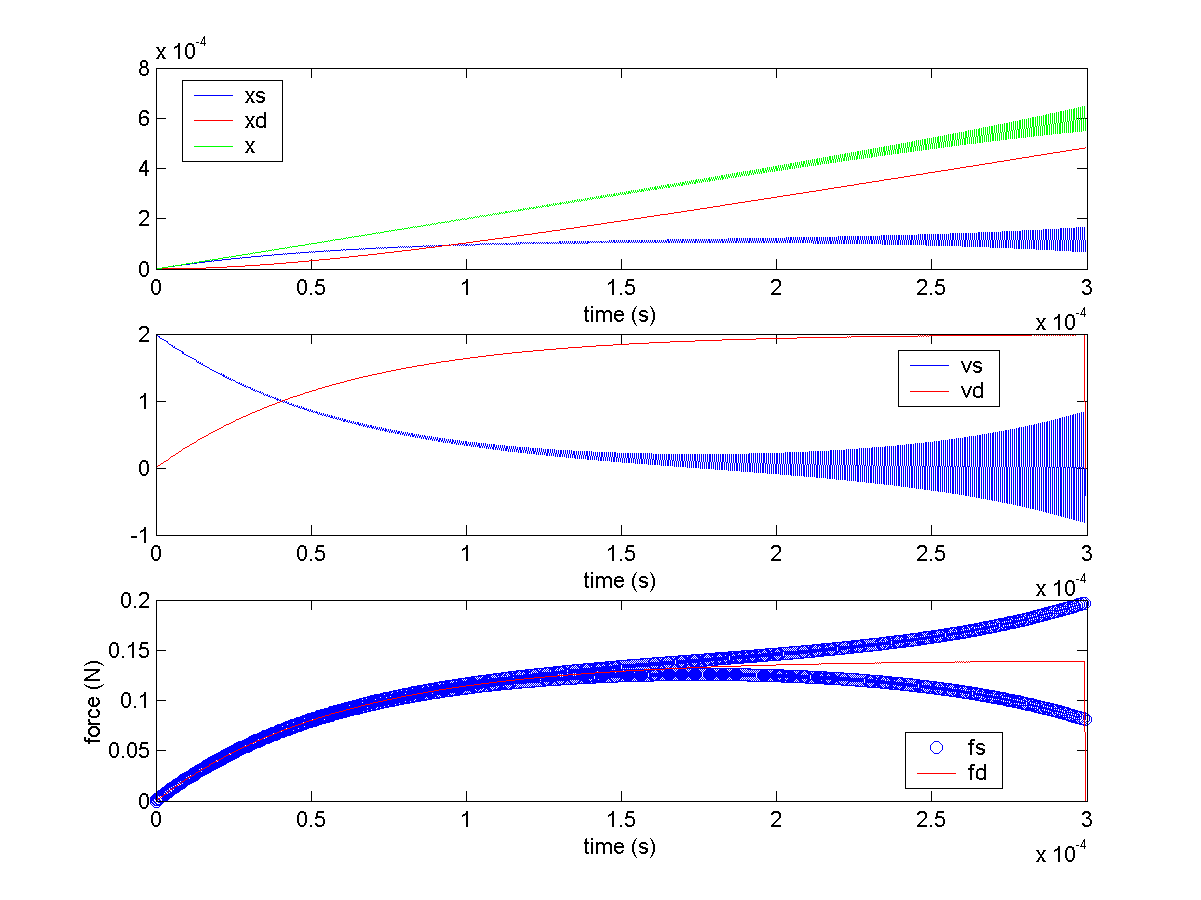 x 10-4
8
6
4
2
0
xs
xd
x
0 0.5 1 1.5 2 2.5 3
time (s)
x 10-4
2
1
0
-1
vs
vd
0 0.5 1 1.5 2 2.5 3
time (s)
x 10-4
0.2
0.15
0.1
0.05
0
force (N)
fs
fd
0 0.5 1 1.5 2 2.5 3
time (s)
x 10-4